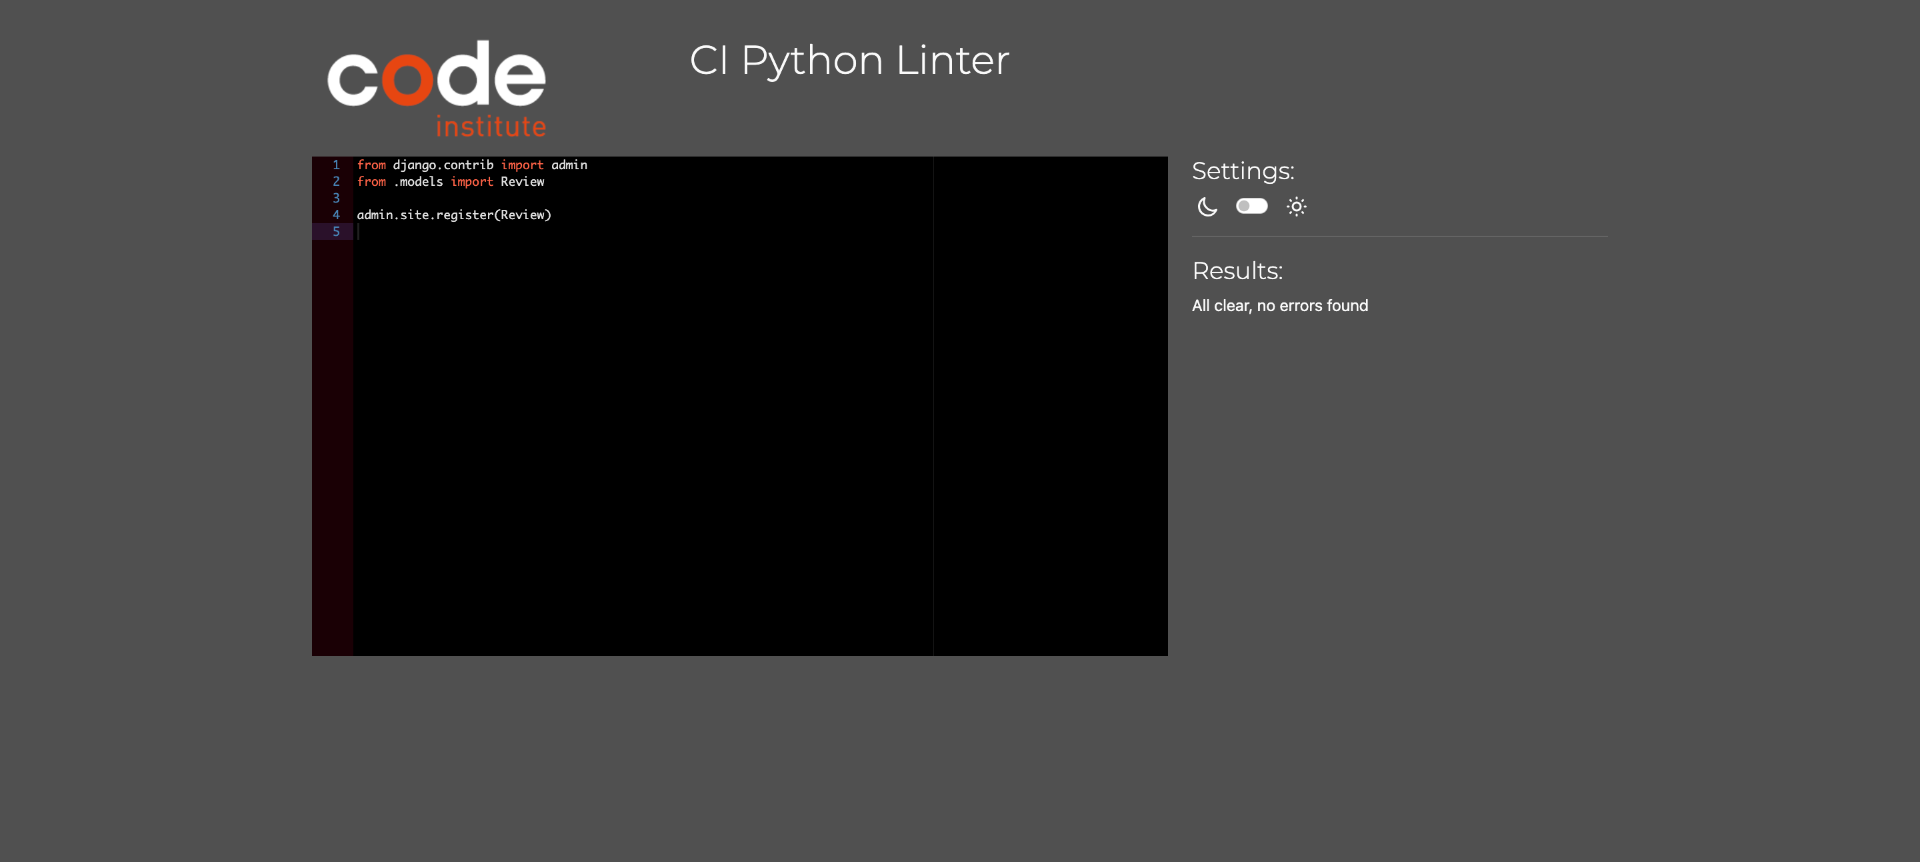 code
institute
CI Python Linter
1 from django.contrib import admin
2 from .models import Review
3
4 admin.site.register(Review)
5
Settings:
Results:
All clear, no errors found